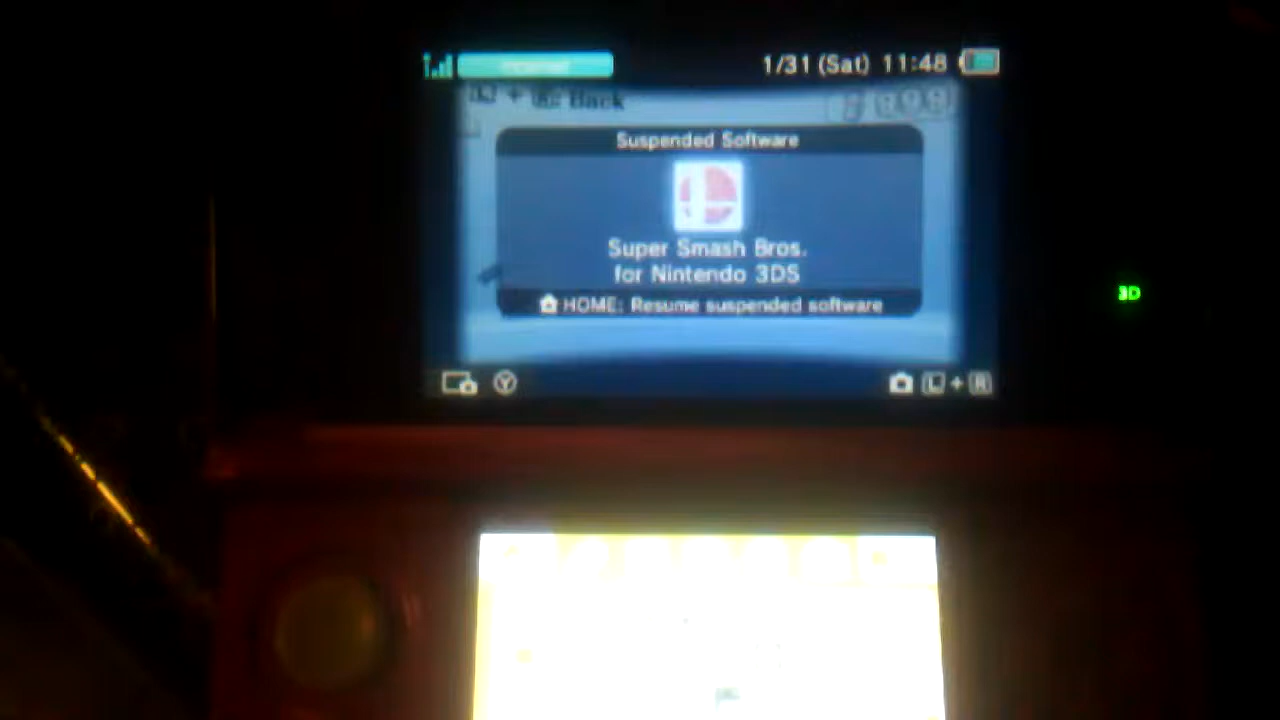 1/31 (Sat) 11:48
L + Back
Suspended Software
Super Smash Bros.
for Nintendo 3DS
HOME: Resume suspended software
Y
L + R
3D